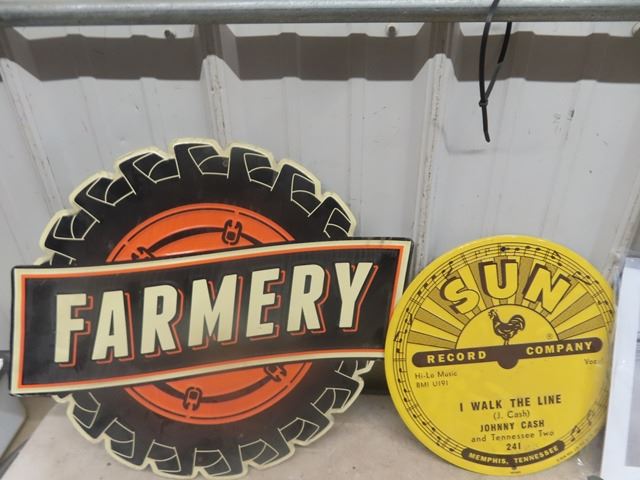 FARMERY
SUN
RECORD COMPANY
Hi-Lo Music
BMI U191
I WALK THE LINE
(J. Cash)
JOHNNY CASH
and Tennessee Two
241
MEMPHIS, TENNESSEE